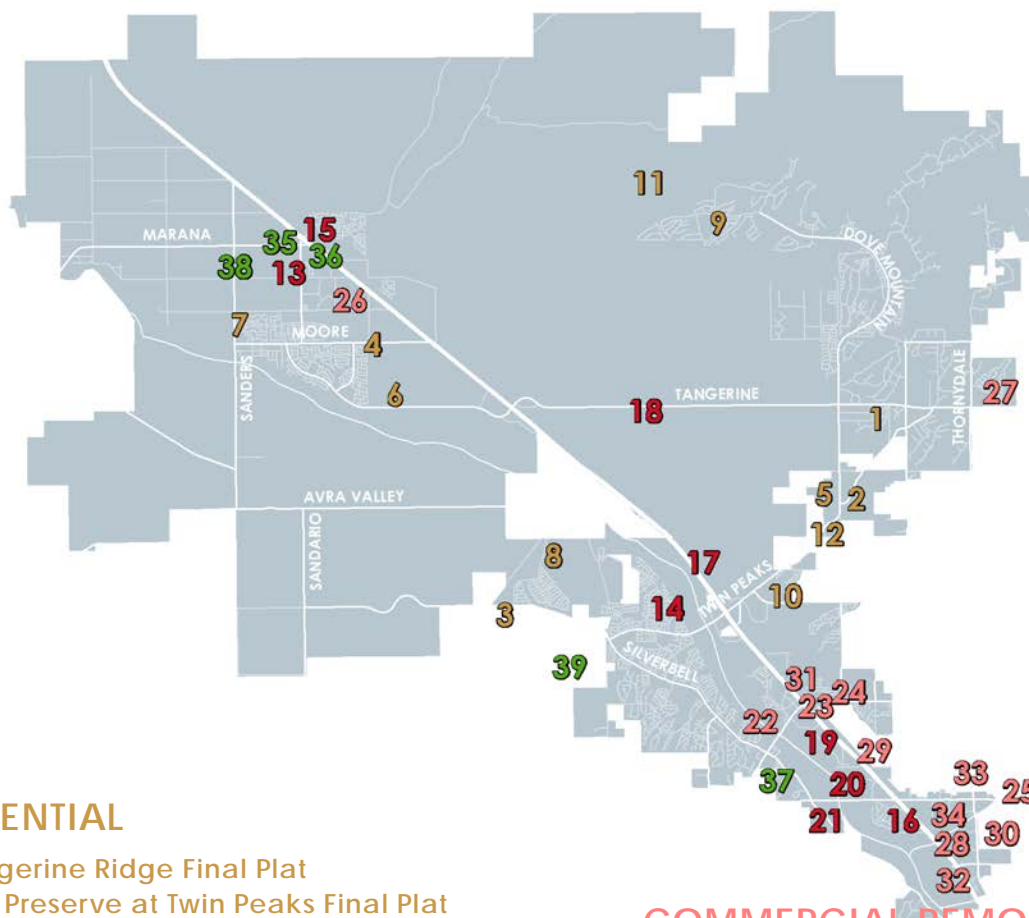 11
9
15
MARANA
35
36
38
13
DOVE MOUNTAIN
26
7
MOORE
4
SANDERS
6
TANGERINE
18
THORNYDALE
27
1
AVRA VALLEY
5
2
SANDARIO
12
8
17
TWIN PEAKS
10
14
3
39
SILVERBELL
31
24
23
22
19
29
33
37
20
25
21
16
34
30
28
32
ENTIAL
gerine Ridge Final Plat
Preserve at Twin Peaks Final Plat
COMMERCIAL REMO